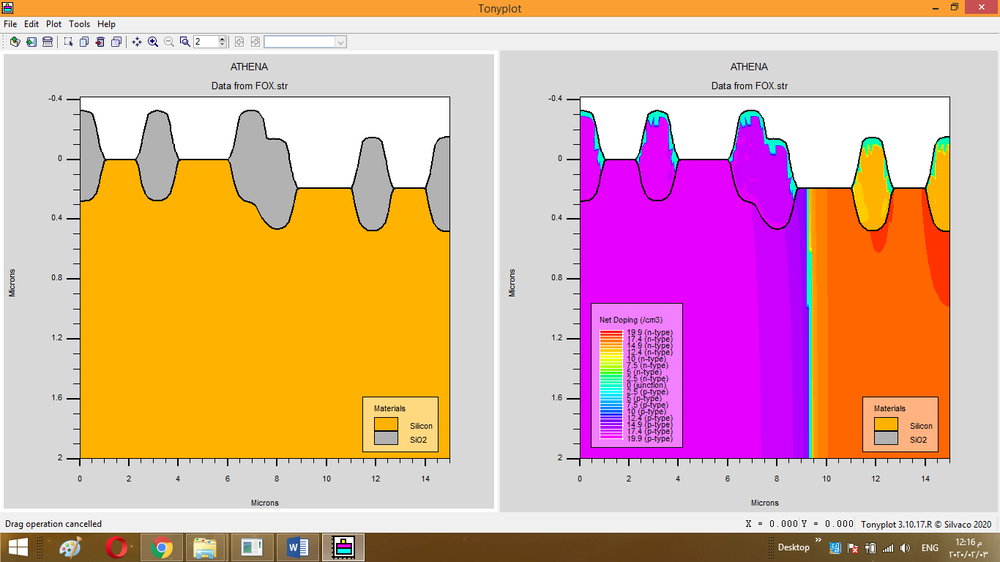 Tonyplot
File Edit Plot Tools Help
2
ATHENA
Data from FOX.str
-0.4
0
0.4
0.8
1.2
1.6
2
Microns
Materials
Silicon
SiO2
0 2 4 6 8 10 12 14
Microns
ATHENA
Data from FOX.str
-0.4
0
0.4
0.8
1.2
1.6
2
Microns
Net Doping (/cm3)
19.9 (n-type)
17.4 (n-type)
14.9 (n-type)
12.4 (n-type)
10 (n-type)
7.5 (n-type)
5 (n-type)
2.5 (n-type)
0 (junction)
2.5 (p-type)
5 (p-type)
7.5 (p-type)
10 (p-type)
12.4 (p-type)
14.9 (p-type)
17.4 (p-type)
19.9 (p-type)
Materials
Silicon
SiO2
0 2 4 6 8 10 12 14
Microns
Drag operation cancelled
X = 0.000 Y = 0.000 Tonyplot 3.10.17.R © Silvaco 2020
Desktop
ENG
12:16 م
٢٠٢٠/٠٢/٠٣